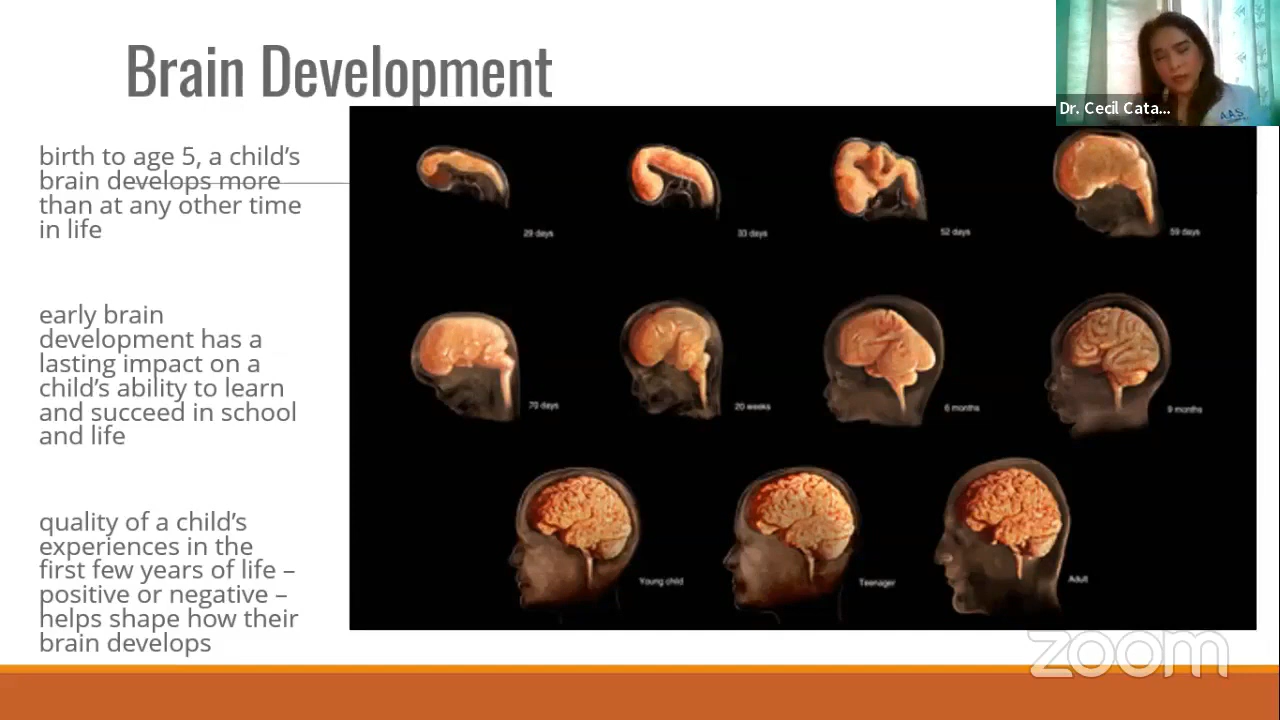 Brain Development
Dr. Cecil Cata...
AAS
birth to age 5, a child's
brain develops more
than at any other time
in life
early brain
development has a
lasting impact on a
child's ability to learn
and succeed in school
and life
quality of a child's
experiences in the
first few years of life –
positive or negative –
helps shape how their
brain develops
29 days
33 days
52 days
59 days
70 days
20 weeks
6 months
9 months
Young child
Teenager
Adult
zoom